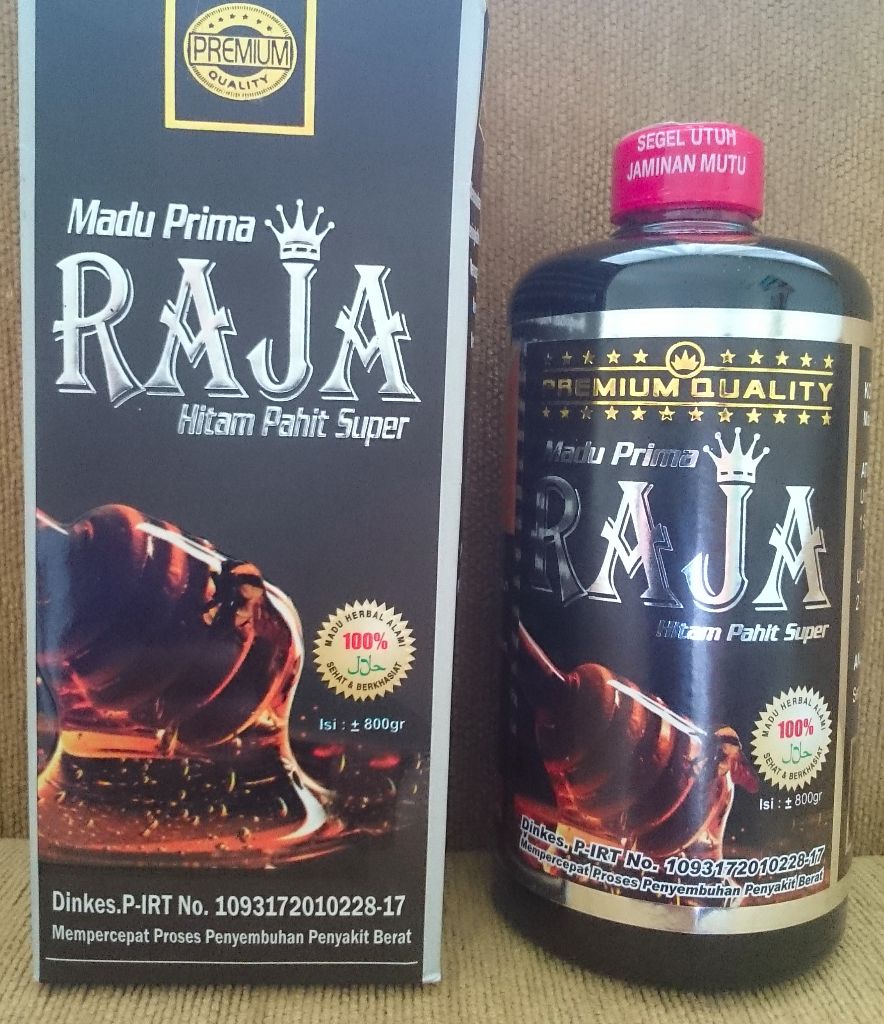 PREMIUM
QUALITY
Madu Prima
RAJA
Hitam Pahit Super
MADU HERBAL ALAMI
100%
حلال
SEHAT & BERKHASIAT
Isi : ± 800gr
Dinkes.P-IRT No. 1093172010228-17
Mempercepat Proses Penyembuhan Penyakit Berat
SEGEL UTUH
JAMINAN MUTU
PREMIUM QUALITY
Madu Prima
RAJA
Hitam Pahit Super
MADU HERBAL ALAMI
100%
حلال
SEHAT & BERKHASIAT
Isi : ± 800gr
Dinkes. P-IRT No. 1093172010228-17
Mempercepat Proses Penyembuhan Penyakit Berat